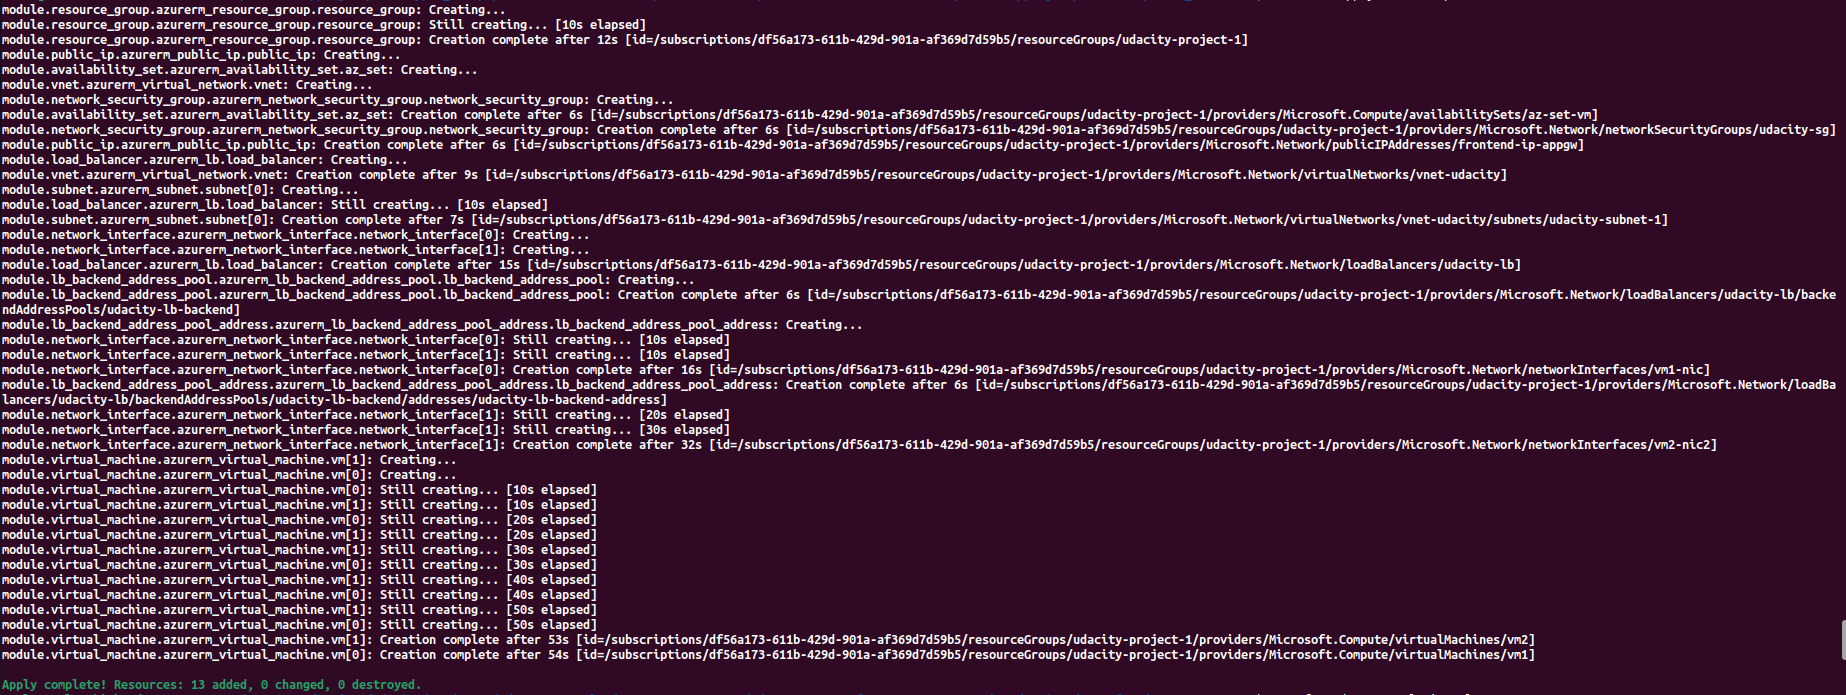 module.resource_group.azurerm_resource_group.resource_group: Creating...
module.resource_group.azurerm_resource_group.resource_group: Still creating... [10s elapsed]
module.resource_group.azurerm_resource_group.resource_group: Creation complete after 12s [id=/subscriptions/df56a173-611b-429d-901a-af369d7d59b5/resourceGroups/udacity-project-1]
module.public_ip.azurerm_public_ip.public_ip: Creating...
module.availability_set.azurerm_availability_set.az_set: Creating...
module.vnet.azurerm_virtual_network.vnet: Creating...
module.network_security_group.azurerm_network_security_group.network_security_group: Creating...
module.availability_set.azurerm_availability_set.az_set: Creation complete after 6s [id=/subscriptions/df56a173-611b-429d-901a-af369d7d59b5/resourceGroups/udacity-project-1/providers/Microsoft.Compute/availabilitySets/az-set-vm]
module.network_security_group.azurerm_network_security_group.network_security_group: Creation complete after 6s [id=/subscriptions/df56a173-611b-429d-901a-af369d7d59b5/resourceGroups/udacity-project-1/providers/Microsoft.Network/networkSecurityGroups/udacity-sg]
module.public_ip.azurerm_public_ip.public_ip: Creation complete after 6s [id=/subscriptions/df56a173-611b-429d-901a-af369d7d59b5/resourceGroups/udacity-project-1/providers/Microsoft.Network/publicIPAddresses/frontend-ip-appgw]
module.load_balancer.azurerm_lb.load_balancer: Creating...
module.vnet.azurerm_virtual_network.vnet: Creation complete after 9s [id=/subscriptions/df56a173-611b-429d-901a-af369d7d59b5/resourceGroups/udacity-project-1/providers/Microsoft.Network/virtualNetworks/vnet-udacity]
module.subnet.azurerm_subnet.subnet[0]: Creating...
module.load_balancer.azurerm_lb.load_balancer: Still creating... [10s elapsed]
module.subnet.azurerm_subnet.subnet[0]: Creation complete after 7s [id=/subscriptions/df56a173-611b-429d-901a-af369d7d59b5/resourceGroups/udacity-project-1/providers/Microsoft.Network/virtualNetworks/vnet-udacity/subnets/udacity-subnet-1]
module.network_interface.azurerm_network_interface.network_interface[0]: Creating...
module.network_interface.azurerm_network_interface.network_interface[1]: Creating...
module.load_balancer.azurerm_lb.load_balancer: Creation complete after 15s [id=/subscriptions/df56a173-611b-429d-901a-af369d7d59b5/resourceGroups/udacity-project-1/providers/Microsoft.Network/loadBalancers/udacity-lb]
module.lb_backend_address_pool.azurerm_lb_backend_address_pool.lb_backend_address_pool: Creating...
module.lb_backend_address_pool.azurerm_lb_backend_address_pool.lb_backend_address_pool: Creation complete after 6s [id=/subscriptions/df56a173-611b-429d-901a-af369d7d59b5/resourceGroups/udacity-project-1/providers/Microsoft.Network/loadBalancers/udacity-lb/backe
ndAddressPools/udacity-lb-backend]
module.lb_backend_address_pool_address.azurerm_lb_backend_address_pool_address.lb_backend_address_pool_address: Creating...
module.network_interface.azurerm_network_interface.network_interface[0]: Still creating... [10s elapsed]
module.network_interface.azurerm_network_interface.network_interface[1]: Still creating... [10s elapsed]
module.network_interface.azurerm_network_interface.network_interface[0]: Creation complete after 16s [id=/subscriptions/df56a173-611b-429d-901a-af369d7d59b5/resourceGroups/udacity-project-1/providers/Microsoft.Network/networkInterfaces/vm1-nic]
module.lb_backend_address_pool_address.azurerm_lb_backend_address_pool_address.lb_backend_address_pool_address: Creation complete after 6s [id=/subscriptions/df56a173-611b-429d-901a-af369d7d59b5/resourceGroups/udacity-project-1/providers/Microsoft.Network/loadBa
lancers/udacity-lb/backendAddressPools/udacity-lb-backend/addresses/udacity-lb-backend-address]
module.network_interface.azurerm_network_interface.network_interface[1]: Still creating... [20s elapsed]
module.network_interface.azurerm_network_interface.network_interface[1]: Still creating... [30s elapsed]
module.network_interface.azurerm_network_interface.network_interface[1]: Creation complete after 32s [id=/subscriptions/df56a173-611b-429d-901a-af369d7d59b5/resourceGroups/udacity-project-1/providers/Microsoft.Network/networkInterfaces/vm2-nic2]
module.virtual_machine.azurerm_virtual_machine.vm[1]: Creating...
module.virtual_machine.azurerm_virtual_machine.vm[0]: Creating...
module.virtual_machine.azurerm_virtual_machine.vm[0]: Still creating... [10s elapsed]
module.virtual_machine.azurerm_virtual_machine.vm[1]: Still creating... [10s elapsed]
module.virtual_machine.azurerm_virtual_machine.vm[0]: Still creating... [20s elapsed]
module.virtual_machine.azurerm_virtual_machine.vm[1]: Still creating... [20s elapsed]
module.virtual_machine.azurerm_virtual_machine.vm[1]: Still creating... [30s elapsed]
module.virtual_machine.azurerm_virtual_machine.vm[0]: Still creating... [30s elapsed]
module.virtual_machine.azurerm_virtual_machine.vm[1]: Still creating... [40s elapsed]
module.virtual_machine.azurerm_virtual_machine.vm[0]: Still creating... [40s elapsed]
module.virtual_machine.azurerm_virtual_machine.vm[1]: Still creating... [50s elapsed]
module.virtual_machine.azurerm_virtual_machine.vm[0]: Still creating... [50s elapsed]
module.virtual_machine.azurerm_virtual_machine.vm[1]: Creation complete after 53s [id=/subscriptions/df56a173-611b-429d-901a-af369d7d59b5/resourceGroups/udacity-project-1/providers/Microsoft.Compute/virtualMachines/vm2]
module.virtual_machine.azurerm_virtual_machine.vm[0]: Creation complete after 54s [id=/subscriptions/df56a173-611b-429d-901a-af369d7d59b5/resourceGroups/udacity-project-1/providers/Microsoft.Compute/virtualMachines/vm1]
Apply complete! Resources: 13 added, 0 changed, 0 destroyed.